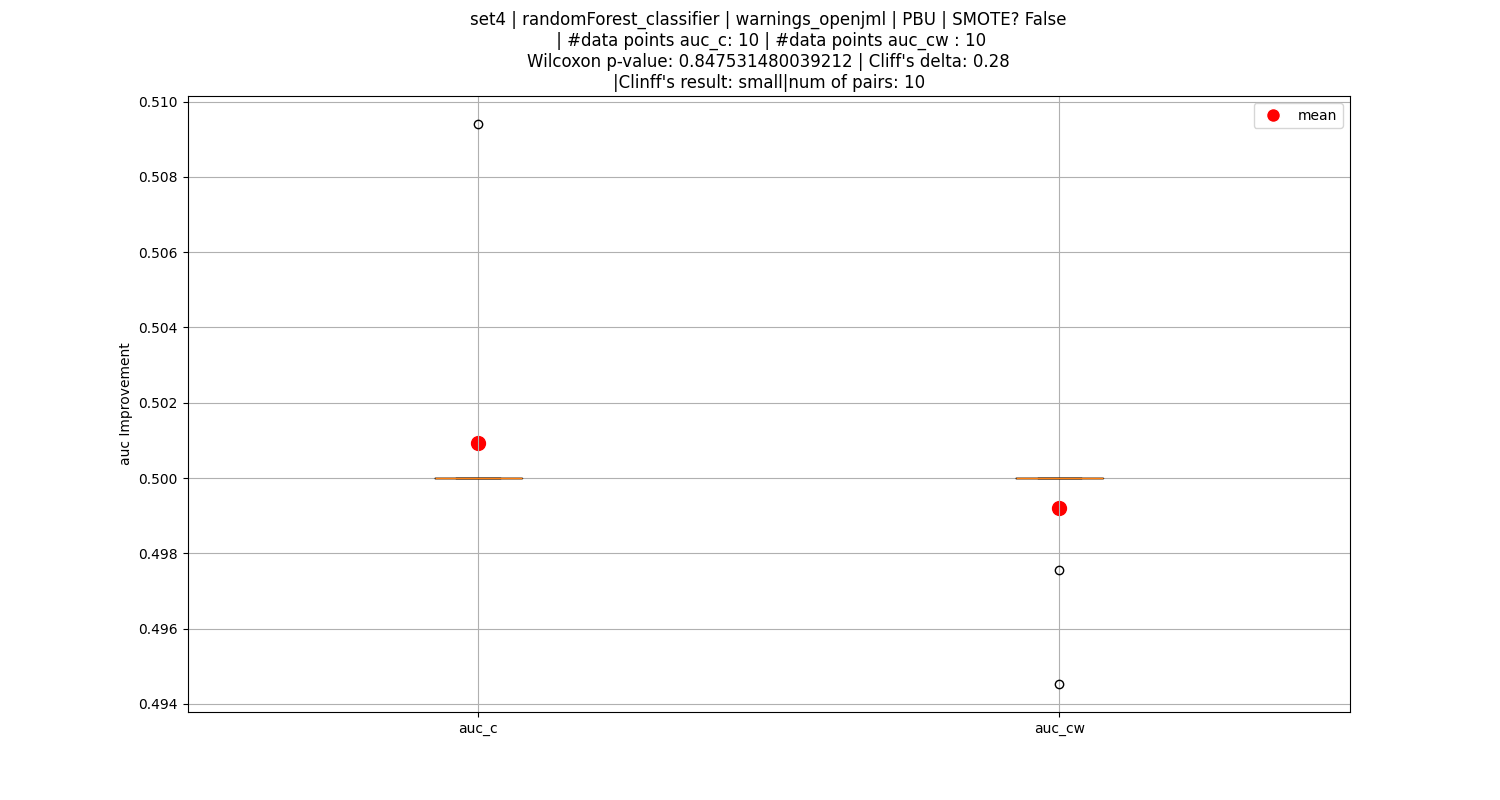 set4 | randomForest_classifier | warnings_openjml | PBU | SMOTE? False
| #data points auc_c: 10 | #data points auc_cw : 10
Wilcoxon p-value: 0.847531480039212 | Cliff's delta: 0.28
|Clinff's result: small|num of pairs: 10
mean
0.510
0.508
0.506
0.504
0.502
0.500
0.498
0.496
0.494
auc Improvement
auc_c
auc_cw